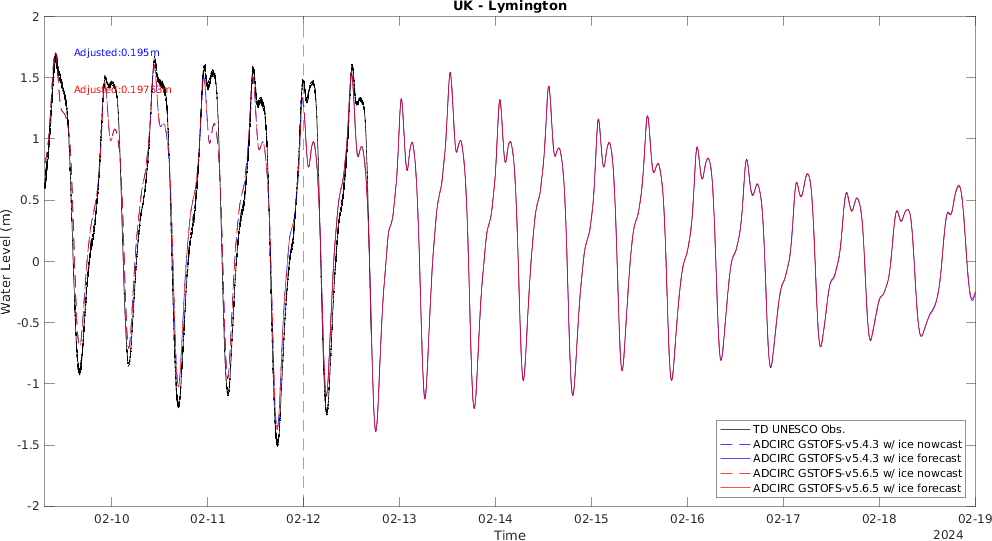 UK - Lymington
Adjusted:0.195m
Water Level (m)
2
1.5
1
0.5
0
-0.5
-1
-1.5
-2
TD UNESCO Obs.
ADCIRC GSTOFS-v5.4.3 w/ ice nowcast
ADCIRC GSTOFS-v5.4.3 w/ ice forecast
ADCIRC GSTOFS-v5.6.5 w/ ice nowcast
ADCIRC GSTOFS-v5.6.5 w/ ice forecast
02-10 02-11 02-12 02-13 02-14 02-15 02-16 02-17 02-18 02-19
Time
2024